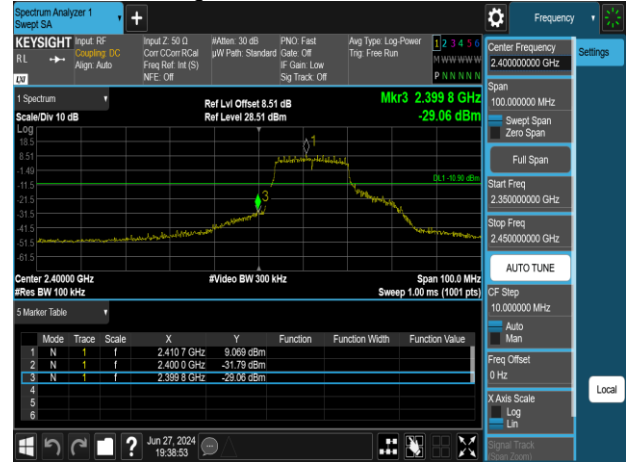 Spectrum Analyzer 1
Swept SA
KEYSIGHT
RL
Input: RF
Coupling: DC
Align: Auto
Input Z: 50 Ω
Corr CCorr RCal
Freq Ref: Int (S)
NFE: Off
#Atten: 30 dB
µW Path: Standard
PNO: Fast
Gate: Off
IF Gain: Low
Sig Track: Off
Avg Type: Log-Power
Trig: Free Run
1 2 3 4 5 6
M W W W W W
P N N N N N
LXI
1 Spectrum
Scale/Div 10 dB
Ref Lvl Offset 8.51 dB
Ref Level 28.51 dBm
Mkr3 2.399 8 GHz
-29.06 dBm
Log
18.5
8.51
-1.49
-11.5
-21.5
-31.5
-41.5
-51.5
-61.5
1
3
DL1 -10.90 dBm
Center 2.40000 GHz
#Res BW 100 kHz
#Video BW 300 kHz
Span 100.0 MHz
Sweep 1.00 ms (1001 pts)
5 Marker Table
Mode Trace Scale X Y Function Function Width Function Value
1 N 1 f 2.410 7 GHz 9.069 dBm
2 N 1 f 2.400 0 GHz -31.79 dBm
3 N 1 f 2.399 8 GHz -29.06 dBm
4
5
6
?
Jun 27, 2024
19:38:53
Frequency
Settings
Center Frequency
2.400000000 GHz
Span
100.000000 MHz
Swept Span
Zero Span
Full Span
Start Freq
2.350000000 GHz
Stop Freq
2.450000000 GHz
AUTO TUNE
CF Step
10.000000 MHz
Auto
Man
Freq Offset
0 Hz
X Axis Scale
Log
Lin
Signal Track
(Span Zoom)
Local